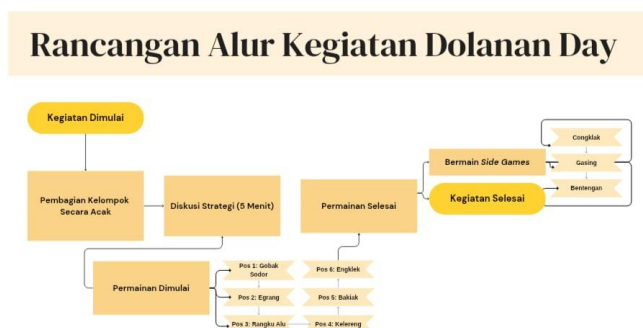 Rancangan Alur Kegiatan Dolanan Day
Kegiatan Dimulai
Pembagian Kelompok
Secara Acak
Diskusi Strategi (5 Menit)
Permainan Dimulai
Pos 1: Gobak
Sodor
Pos 2: Egrang
Pos 3: Rangku Alu
Pos 4: Kelereng
Pos 5: Bakiak
Pos 6: Engklek
Permainan Selesai
Bermain Side Games
Kegiatan Selesai
Congklak
Gasing
Bentengan